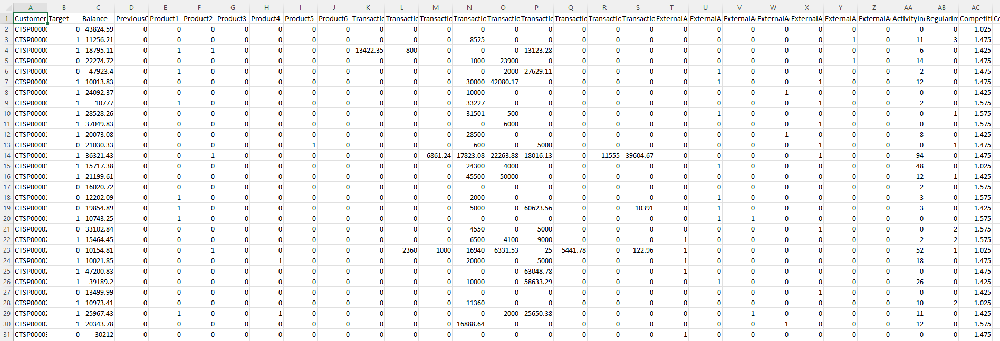 A B C D E F G H I J K L M N O P Q R S T U V W X Y Z AA AB AC
1 Customer Target Balance PreviousC Product1 Product2 Product3 Product4 Product5 Product6 Transactic Transactic Transactic Transactic Transactic Transactic Transactic Transactic Transactic ExternalA ExternalA ExternalA ExternalA ExternalA ExternalA ExternalA ActivityIn RegularInt Competiti Co
2 CTSP00000 0 43824.59 0 0 0 0 0 0 0 0 0 0 0 0 0 0 0 0 0 0 0 0 0 0 0 0 0 1.025
3 CTSP00000 1 11256.21 0 0 0 0 0 0 0 0 0 0 8525 0 0 0 0 0 0 0 0 0 0 1 0 11 3 1.475
4 CTSP00000 1 18795.11 0 1 1 0 0 0 0 13422.35 800 0 0 0 13123.28 0 0 0 0 0 0 0 0 0 0 6 0 1.425
5 CTSP00000 0 22274.72 0 0 0 0 0 0 0 0 0 0 1000 23900 0 0 0 0 0 0 0 0 0 1 0 14 0 1.475
6 CTSP00000 0 47923.4 0 1 0 0 0 0 0 0 0 0 0 2000 27629.11 0 0 0 0 1 0 0 0 0 0 2 0 1.475
7 CTSP00000 1 10013.83 0 0 0 0 0 0 0 0 0 0 30000 42080.17 0 0 0 0 0 1 0 0 1 0 0 12 0 1.475
8 CTSP00000 1 24092.37 0 0 0 0 0 0 0 0 0 0 10000 0 0 0 0 0 0 0 0 1 0 0 0 0 0 1.425
9 CTSP00000 1 10777 0 1 0 0 0 0 0 0 0 0 33227 0 0 0 0 0 0 0 0 0 1 0 0 2 0 1.575
10 CTSP00000 1 28528.26 0 0 0 0 0 0 0 0 0 0 31501 500 0 0 0 0 0 1 0 0 0 0 0 0 1 1.575
11 CTSP00001 1 37049.83 0 0 0 0 0 0 0 0 0 0 0 6000 0 0 0 0 0 0 0 0 1 0 0 0 0 1.575
12 CTSP00001 1 20073.08 0 0 0 0 0 0 0 0 0 0 28500 0 0 0 0 0 0 0 0 1 0 0 0 8 0 1.425
13 CTSP00001 0 21030.33 0 0 0 0 0 1 0 0 0 0 600 0 5000 0 0 0 0 0 0 0 1 0 0 0 1 1.475
14 CTSP00001 1 36321.43 0 0 1 0 0 0 0 0 0 6861.24 17823.08 22263.88 18016.13 0 11555 39604.67 0 0 0 0 1 0 0 94 0 1.475
15 CTSP00001 1 15717.38 0 0 0 0 0 0 0 0 0 0 24300 4000 0 0 0 0 0 1 0 0 0 0 0 48 0 1.025
16 CTSP00001 1 21199.61 0 0 0 0 0 0 0 0 0 0 45500 50000 0 0 0 0 0 0 0 0 0 0 0 12 1 1.425
17 CTSP00001 0 16020.72 0 0 0 0 0 0 0 0 0 0 0 0 0 0 0 0 0 0 0 0 0 0 0 2 0 1.575
18 CTSP00001 0 12202.09 0 1 0 0 0 0 0 0 0 0 2000 0 0 0 0 0 0 1 0 0 0 0 0 3 0 1.575
19 CTSP00001 0 19854.89 0 1 0 0 0 0 0 0 0 0 5000 0 60623.56 0 0 10391 0 1 0 0 0 0 0 3 0 1.425
20 CTSP00001 1 10743.25 0 1 0 0 0 0 0 0 0 0 0 0 0 0 0 0 0 1 1 0 0 0 0 0 0 1.575
21 CTSP00002 0 33102.84 0 0 0 0 0 0 0 0 0 0 4550 0 5000 0 0 0 0 0 0 0 1 0 0 0 2 1.575
22 CTSP00002 1 15464.45 0 0 0 0 0 0 0 0 0 0 6500 4100 9000 0 0 0 1 0 0 0 0 0 0 2 2 1.575
23 CTSP00002 0 10154.81 0 0 1 0 0 0 0 0 2360 1000 16940 6331.53 25 5441.78 0 122.96 1 0 0 0 0 0 0 52 1 1.025
24 CTSP00002 1 10021.85 0 0 0 0 1 0 0 0 0 0 20000 0 5000 0 0 0 1 0 0 0 0 0 0 18 0 1.475
25 CTSP00002 1 47200.83 0 0 0 0 0 0 0 0 0 0 0 0 63048.78 0 0 0 1 0 0 0 0 0 0 0 0 1.475
26 CTSP00002 1 39189.2 0 0 0 0 0 0 0 0 0 0 10000 0 58633.29 0 0 0 0 1 0 0 0 0 0 26 0 1.425
27 CTSP00002 0 13499.99 0 0 0 0 0 0 0 0 0 0 0 0 0 0 0 0 0 0 0 0 1 0 0 0 0 1.425
28 CTSP00002 1 10973.41 0 0 0 0 0 0 0 0 0 0 11360 0 0 0 0 0 0 0 0 0 0 0 0 10 2 1.025
29 CTSP00002 1 25967.43 0 1 0 0 1 0 0 0 0 0 0 2000 25650.38 0 0 0 0 0 1 0 0 0 0 11 0 1.425
30 CTSP00002 1 20343.78 0 0 0 0 0 0 0 0 0 0 16888.64 0 0 0 0 0 0 0 0 1 0 0 0 12 0 1.575
31 CTSP00003 0 30212 0 0 0 0 0 0 0 0 0 0 0 0 0 0 0 0 1 0 0 0 0 0 0 0 0 1.475